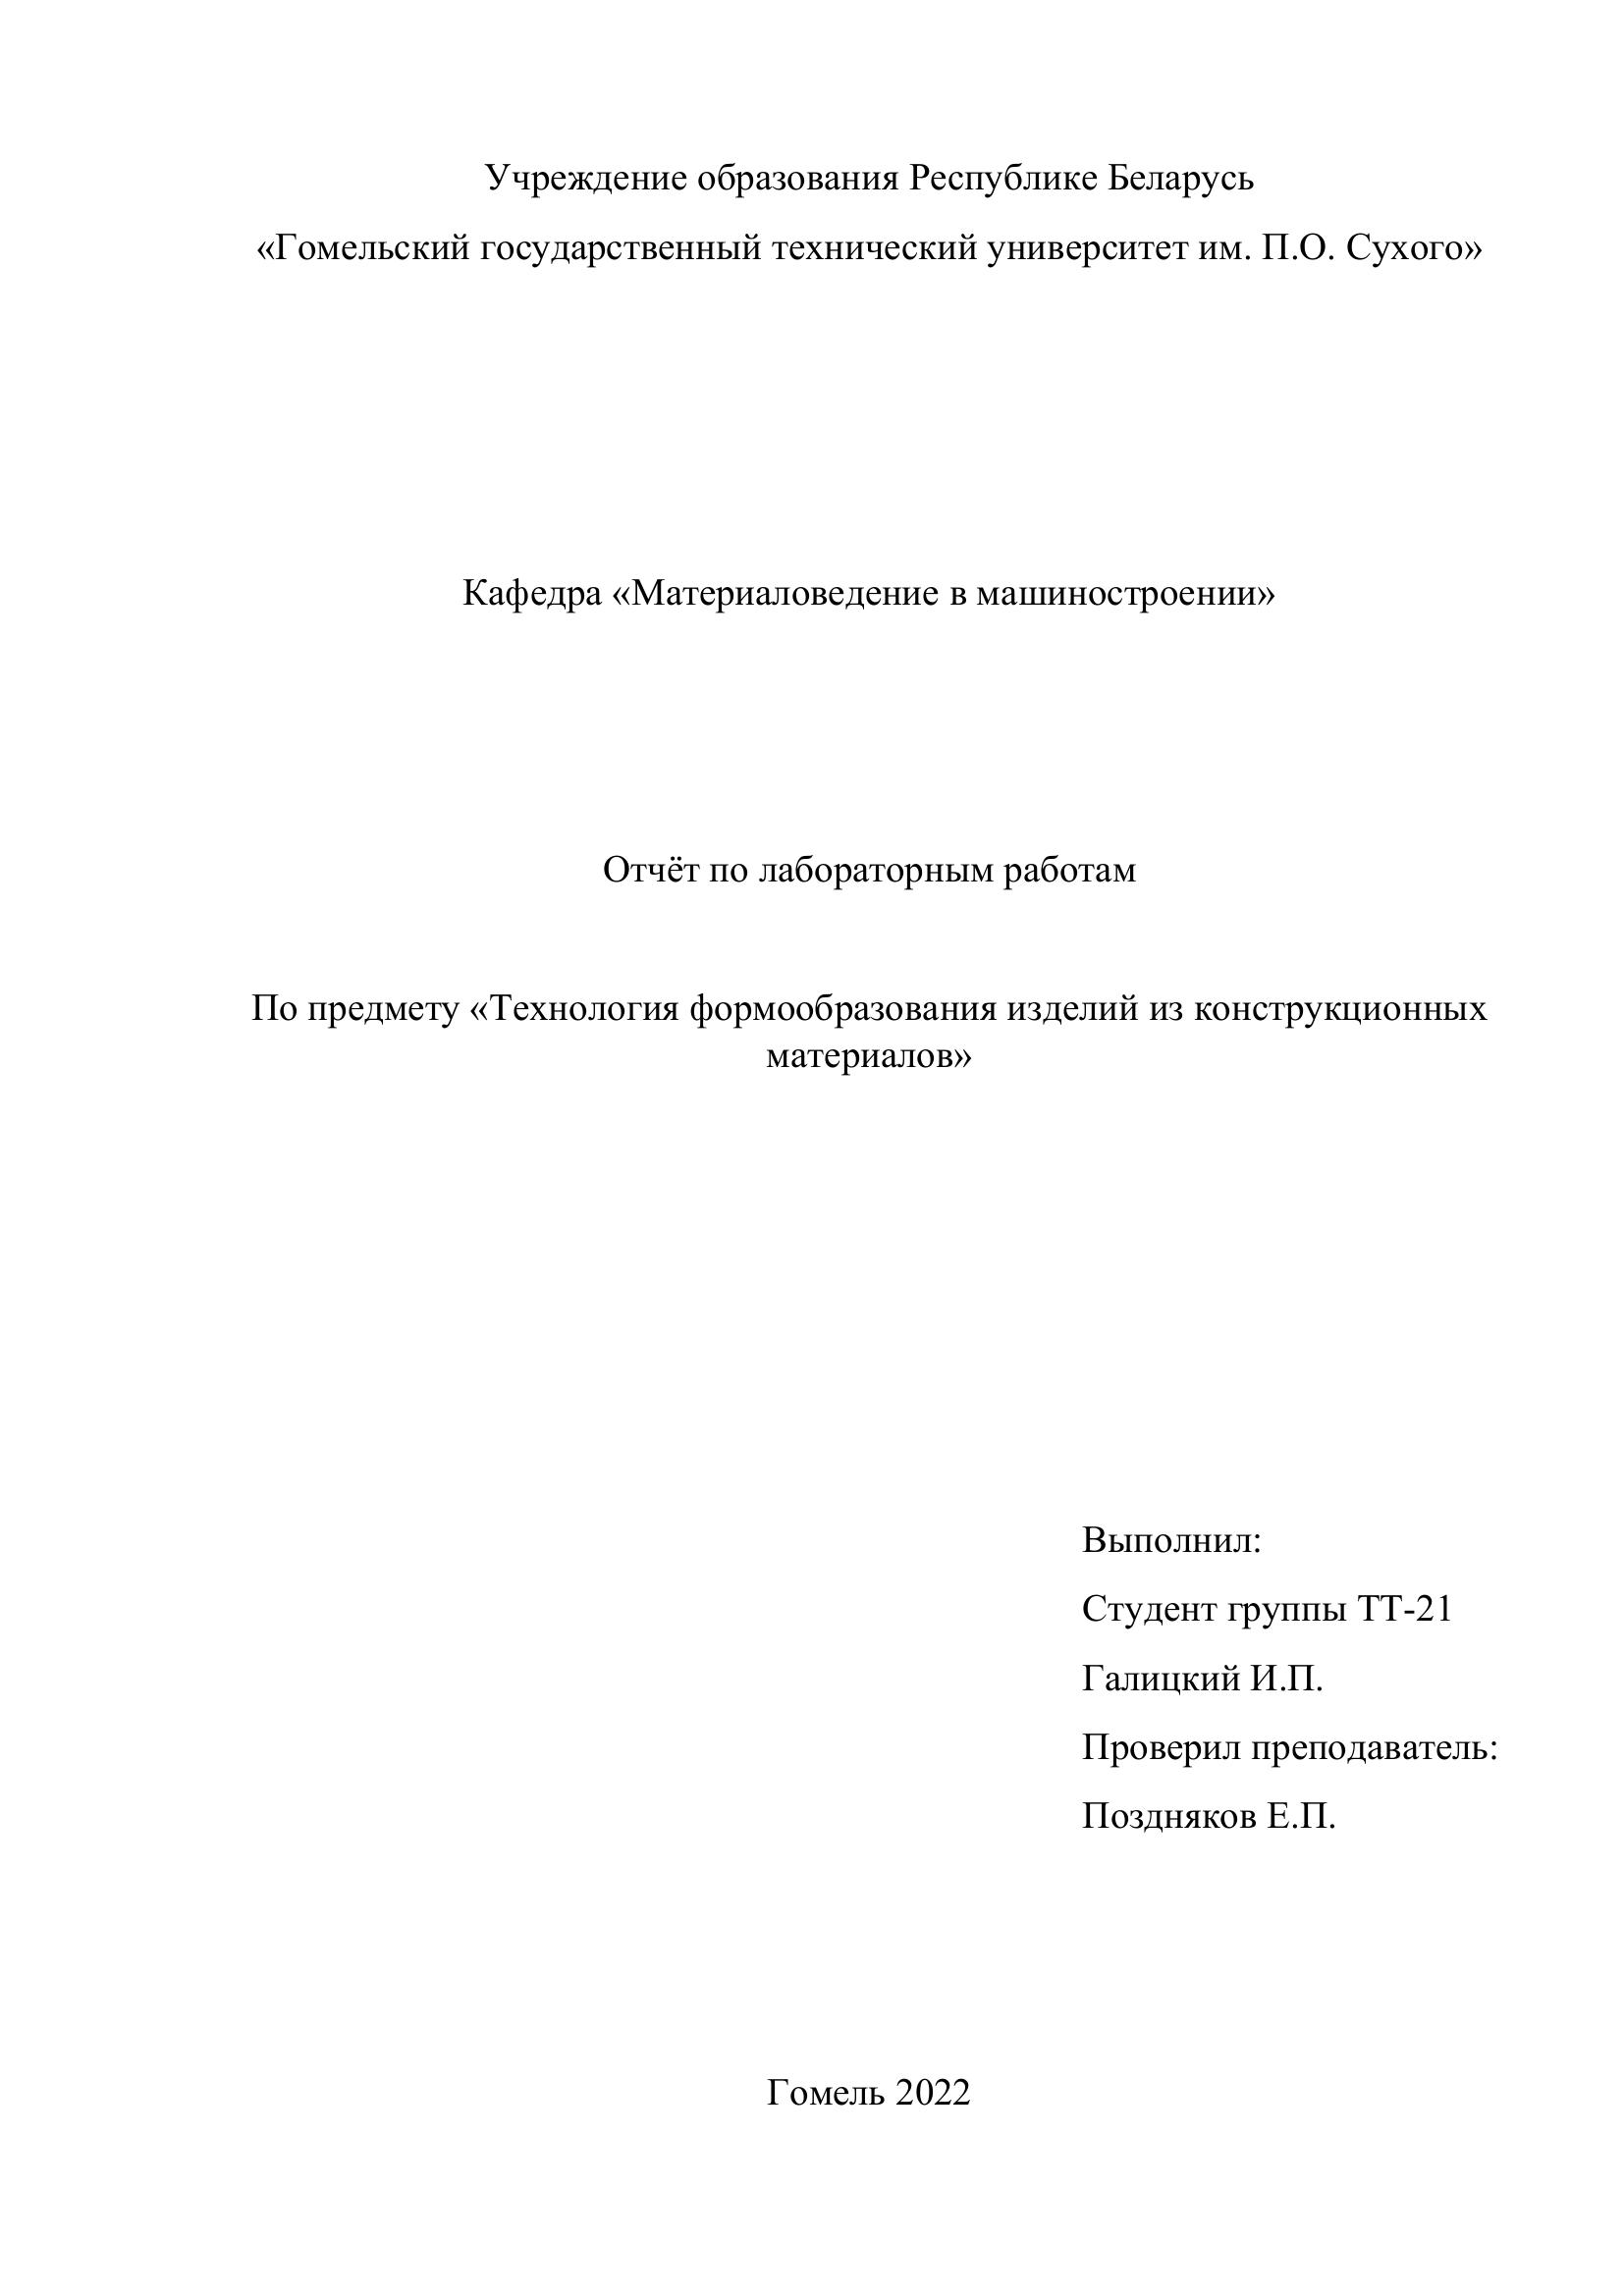 Учреждение образования Республике Беларусь
«Гомельский государственный технический университет им. П.О. Сухого»
Кафедра «Материаловедение в машиностроении»
Отчёт по лабораторным работам
По предмету «Технология формообразования изделий из конструкционных
материалов»
Выполнил:
Студент группы ТТ-21
Галицкий И.П.
Проверил преподаватель:
Поздняков Е.П.
Гомель 2022